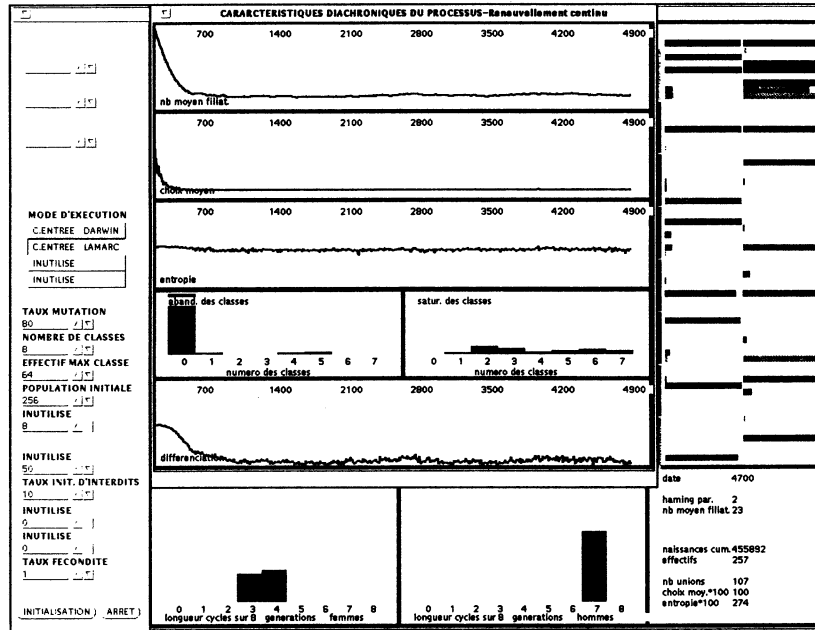 CARARCTERISTIQUES DIACHRONIQUES DU PROCESSUS-Renouvellement continu
700 1400 2100 2800 3500 4200 4900
nb moyen filiat.
700 1400 2100 2800 3500 4200 4900
choix moyen
700 1400 2100 2800 3500 4200 4900
entropie
aband. des classes
0 1 2 3 4 5 6 7
numero des classes
satur. des classes
0 1 2 3 4 5 6 7
numero des classes
700 1400 2100 2800 3500 4200 4900
differenciation
0 1 2 3 4 5 6 7 8
longueur cycles sur 8 generations femmes
0 1 2 3 4 5 6 7 8
longueur cycles sur 8 generations hommes
MODE D'EXECUTION
C.ENTREE DARWIN
C.ENTREE LAMARC
INUTILISE
INUTILISE
TAUX MUTATION
80
NOMBRE DE CLASSES
8
EFFECTIF MAX CLASSE
64
POPULATION INITIALE
256
INUTILISE
8
INUTILISE
50
TAUX INIT. D'INTERDITS
10
INUTILISE
0
INUTILISE
0
TAUX FECONDITE
1
INITIALISATION ) ARRET )
date 4700
haming par. 2
nb moyen filiat. 23
naissances cum. 455892
effectifs 257
nb unions 107
choix moy.*100 100
entropie*100 274